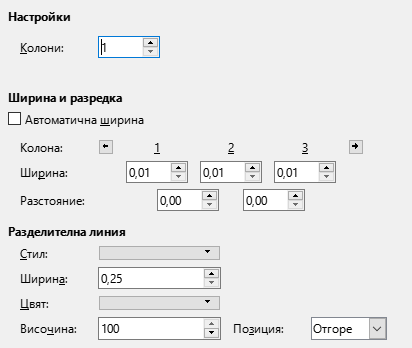 Настройки
Колони: 1
Ширина и разредка
Автоматична ширина
Колона: 1 2 3
Ширина: 0,01 0,01 0,01
Разстояние: 0,00 0,00
Разделителна линия
Стил:
Ширина: 0,25
Цвят:
Височина: 100 Позиция: Отгоре